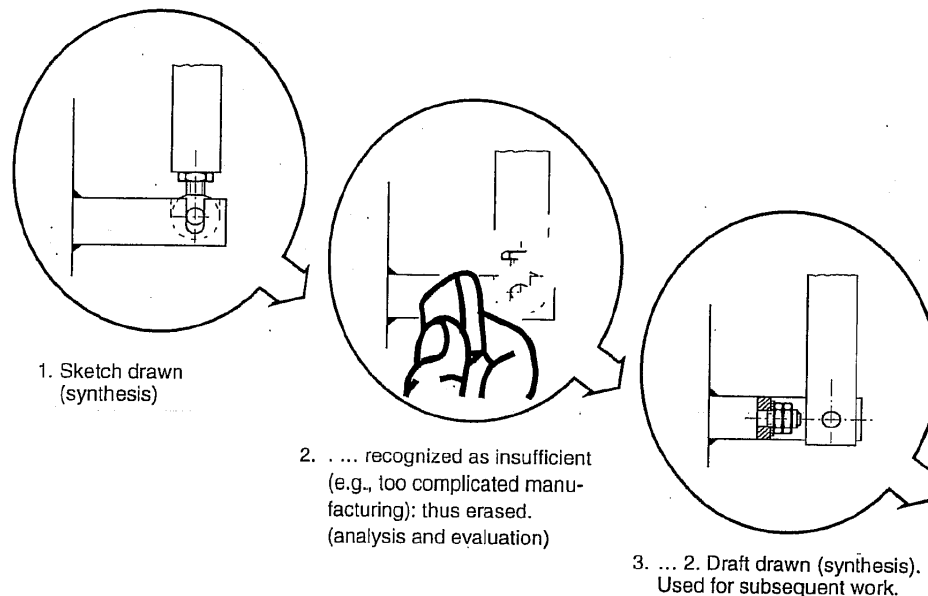 1. Sketch drawn
(synthesis)
2. . ... recognized as insufficient
(e.g., too complicated manu-
facturing): thus erased.
(analysis and evaluation)
3. ... 2. Draft drawn (synthesis).
Used for subsequent work.